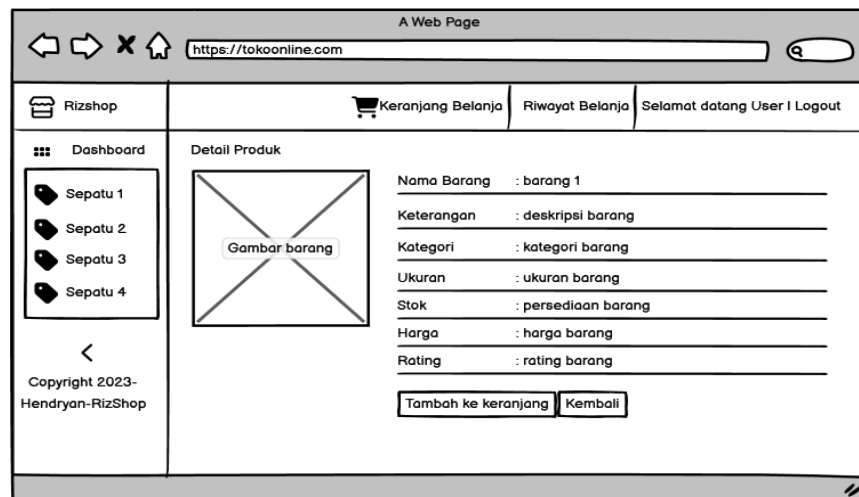 A Web Page
https://tokoonline.com
Rizshop
Keranjang Belanja
Riwayat Belanja
Selamat datang User | Logout
Dashboard
Sepatu 1
Sepatu 2
Sepatu 3
Sepatu 4
Copyright 2023-
Hendryan-RizShop
Detail Produk
Gambar barang
Nama Barang : barang 1
Keterangan : deskripsi barang
Kategori : kategori barang
Ukuran : ukuran barang
Stok : persediaan barang
Harga : harga barang
Rating : rating barang
Tambah ke keranjang
Kembali